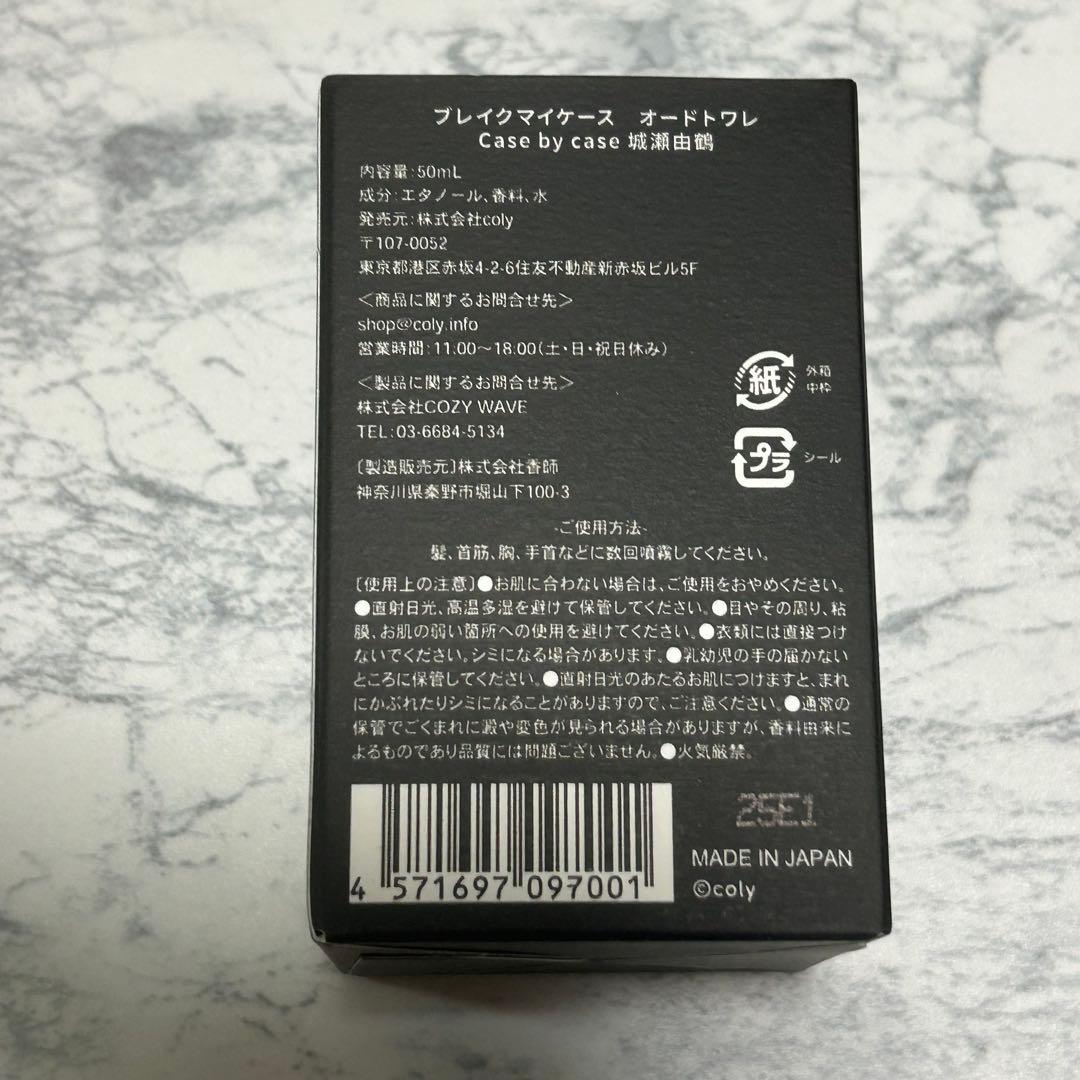 ブレイクマイケース　オードトワレ
Case by case 城瀬由鶴
内容量:50mL
成分:エタノール、香料、水
発売元:株式会社coly
〒107-0052
東京都港区赤坂4-2-6住友不動産新赤坂ビル5F
＜商品に関するお問合せ先＞
shop@coly.info
営業時間:11:00～18:00(土・日・祝日休み)
＜製品に関するお問合せ先＞
株式会社COZY WAVE
TEL:03-6684-5134
〔製造販売元〕株式会社香師
神奈川県秦野市堀山下100-3
紙
外箱
中枠
プラ
シール
-ご使用方法-
髪、首筋、胸、手首などに数回噴霧してください。
〔使用上の注意〕●お肌に合わない場合は、ご使用をおやめください。
●直射日光、高温多湿を避けて保管してください。●目やその周り、粘
膜、お肌の弱い箇所への使用を避けてください。●衣類には直接つけ
ないでください。シミになる場合があります。●乳幼児の手の届かない
ところに保管してください。●直射日光のあたるお肌につけますと、まれ
にかぶれたりシミになることがありますので、ご注意ください。●通常の
保管でごくまれに澱や変色が見られる場合がありますが、香料由来に
よるものであり品質には問題ございません。●火気厳禁。
4 571697 097001
25E1
MADE IN JAPAN
©coly